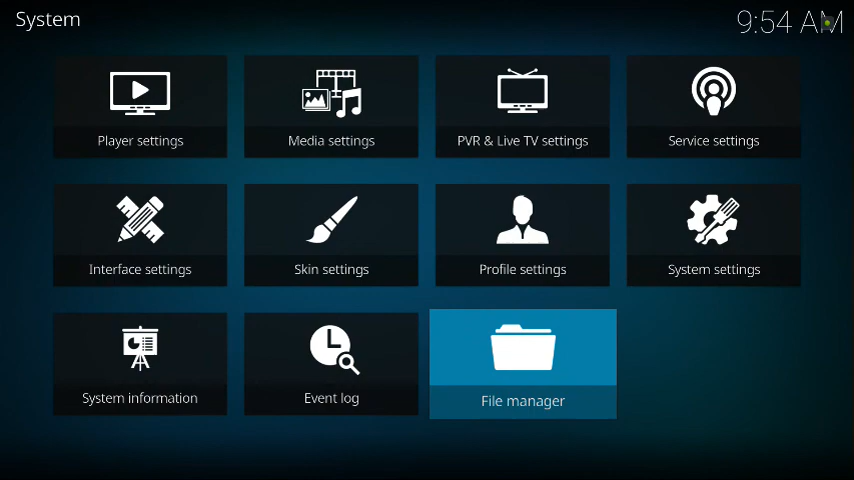 System
9:54 AM
Player settings
Media settings
PVR & Live TV settings
Service settings
Interface settings
Skin settings
Profile settings
System settings
System information
Event log
File manager